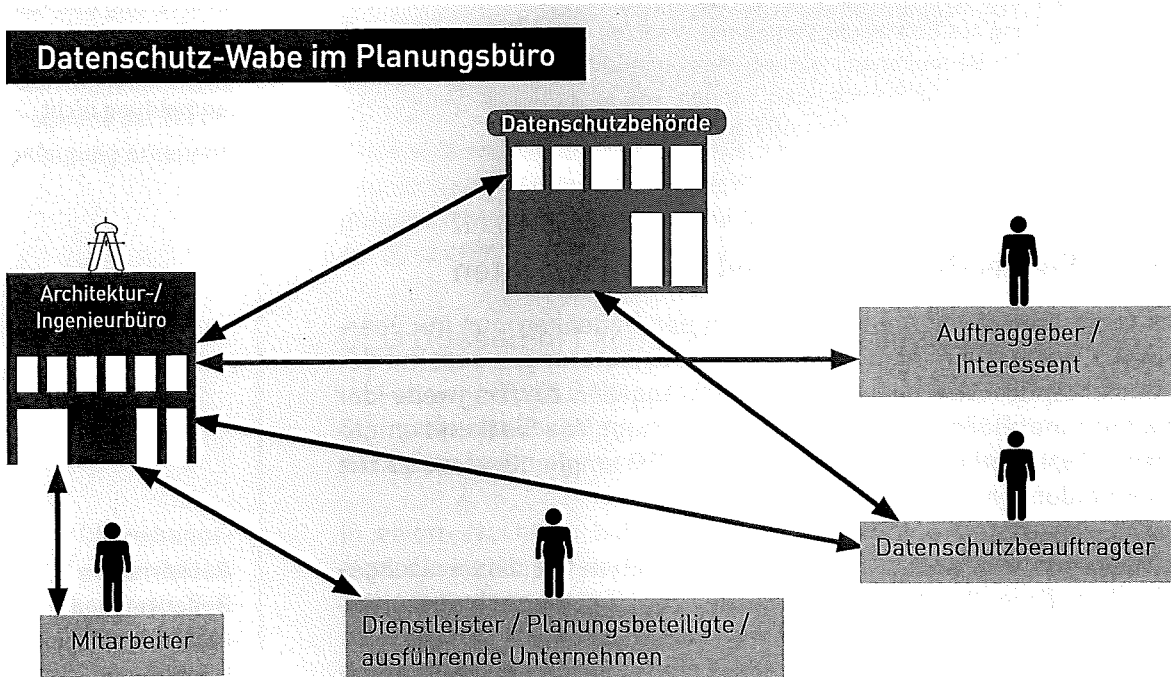 Datenschutz-Wabe im Planungsbüro
Datenschutzbehörde
Architektur-/
Ingenieurbüro
Auftraggeber /
Interessent
Datenschutzbeauftragter
Mitarbeiter
Dienstleister / Planungsbeteiligte /
ausführende Unternehmen